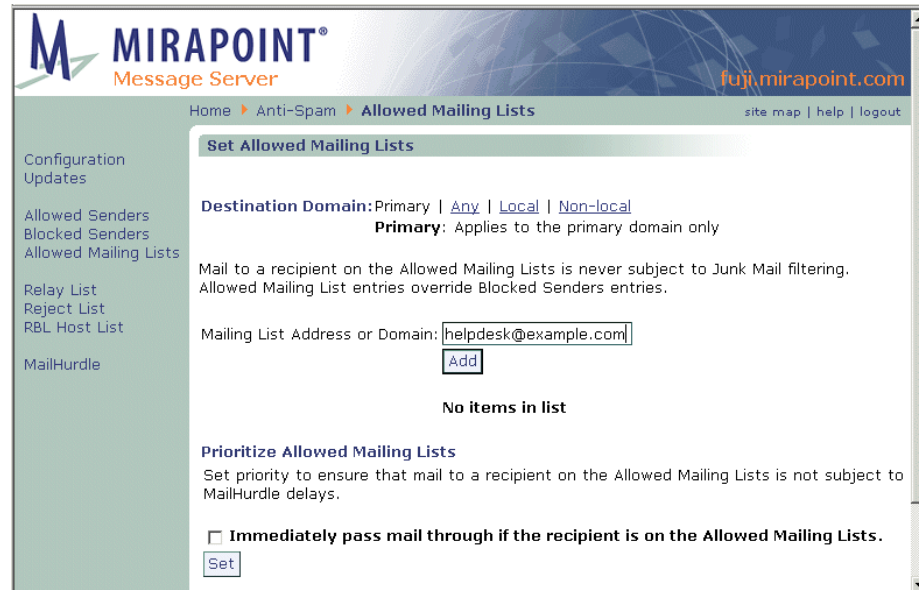 MIRAPOINT®
Message Server
fuji.mirapoint.com
Home Anti-Spam Allowed Mailing Lists
site map | help | logout
Configuration
Updates
Allowed Senders
Blocked Senders
Allowed Mailing Lists
Relay List
Reject List
RBL Host List
MailHurdle
Set Allowed Mailing Lists
Destination Domain: Primary | Any | Local | Non-local
Primary: Applies to the primary domain only
Mail to a recipient on the Allowed Mailing Lists is never subject to Junk Mail filtering.
Allowed Mailing List entries override Blocked Senders entries.
Mailing List Address or Domain: helpdesk@example.com
Add
No items in list
Prioritize Allowed Mailing Lists
Set priority to ensure that mail to a recipient on the Allowed Mailing Lists is not subject to
MailHurdle delays.
Immediately pass mail through if the recipient is on the Allowed Mailing Lists.
Set